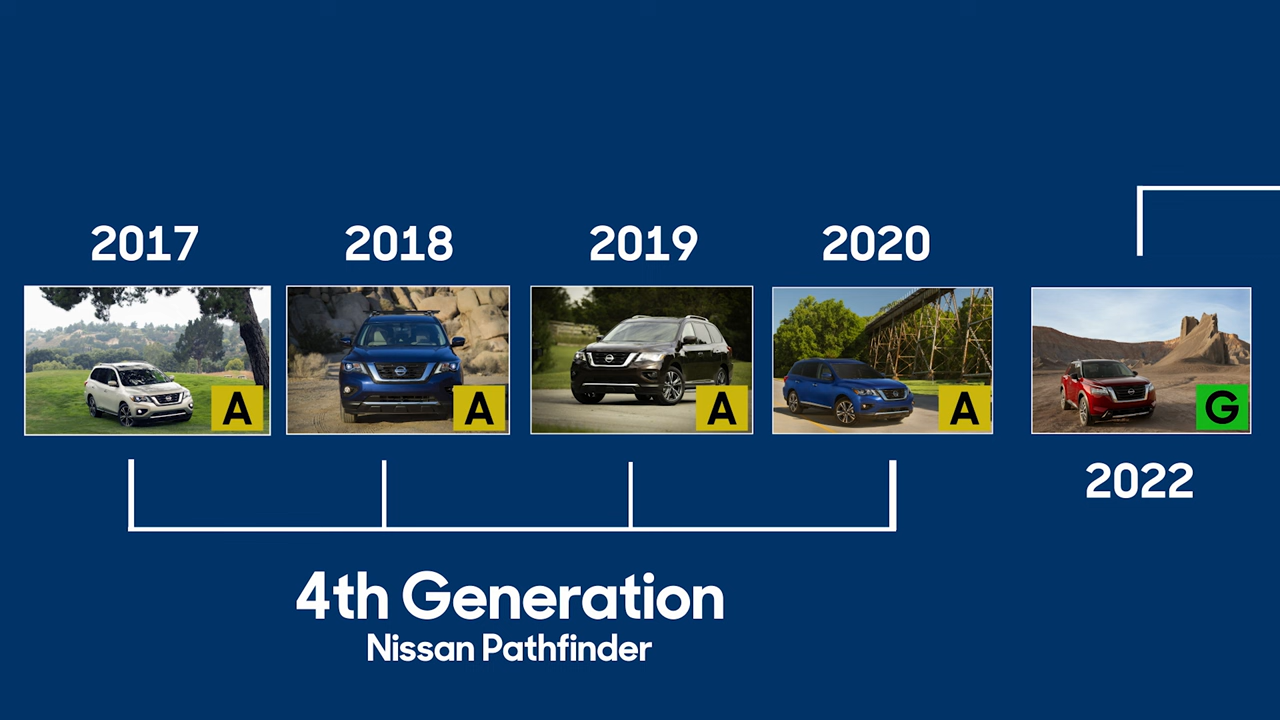 2017 2018 2019 2020
A A A A G
2022
4th Generation
Nissan Pathfinder